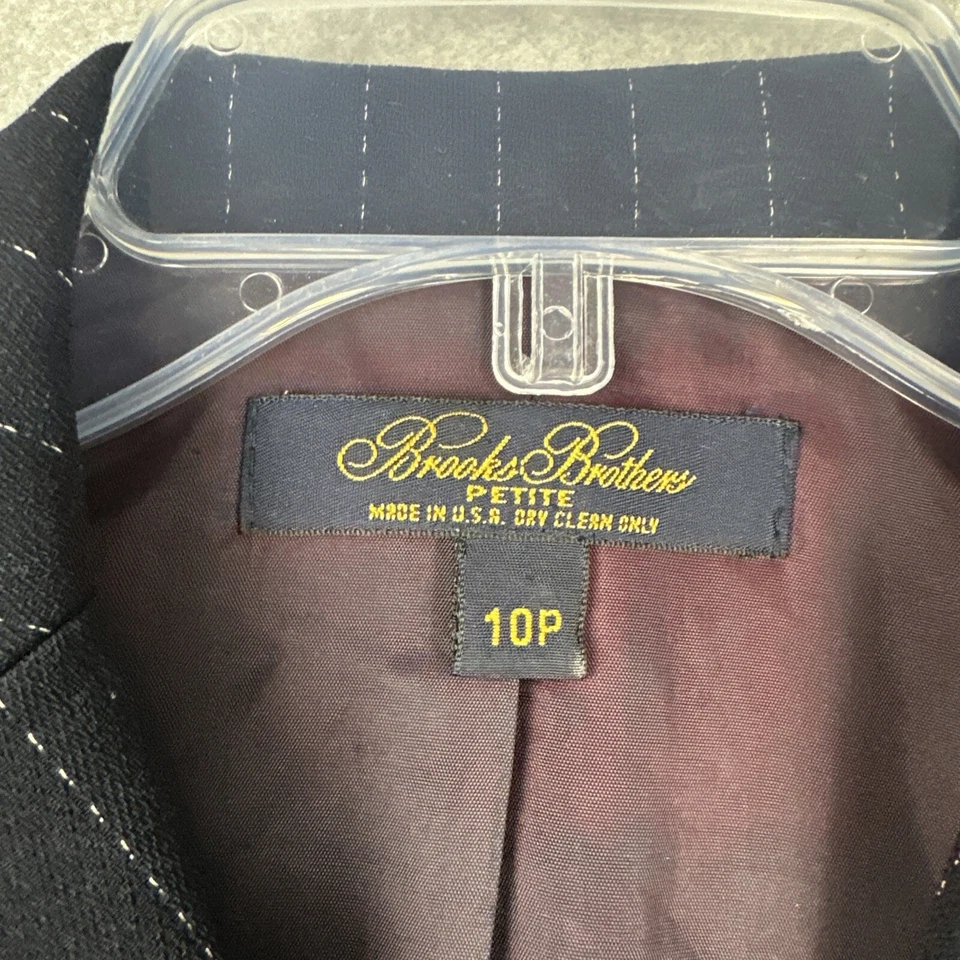 Brooks Brothers
PETITE
MADE IN U.S.A. DRY CLEAN ONLY
10P